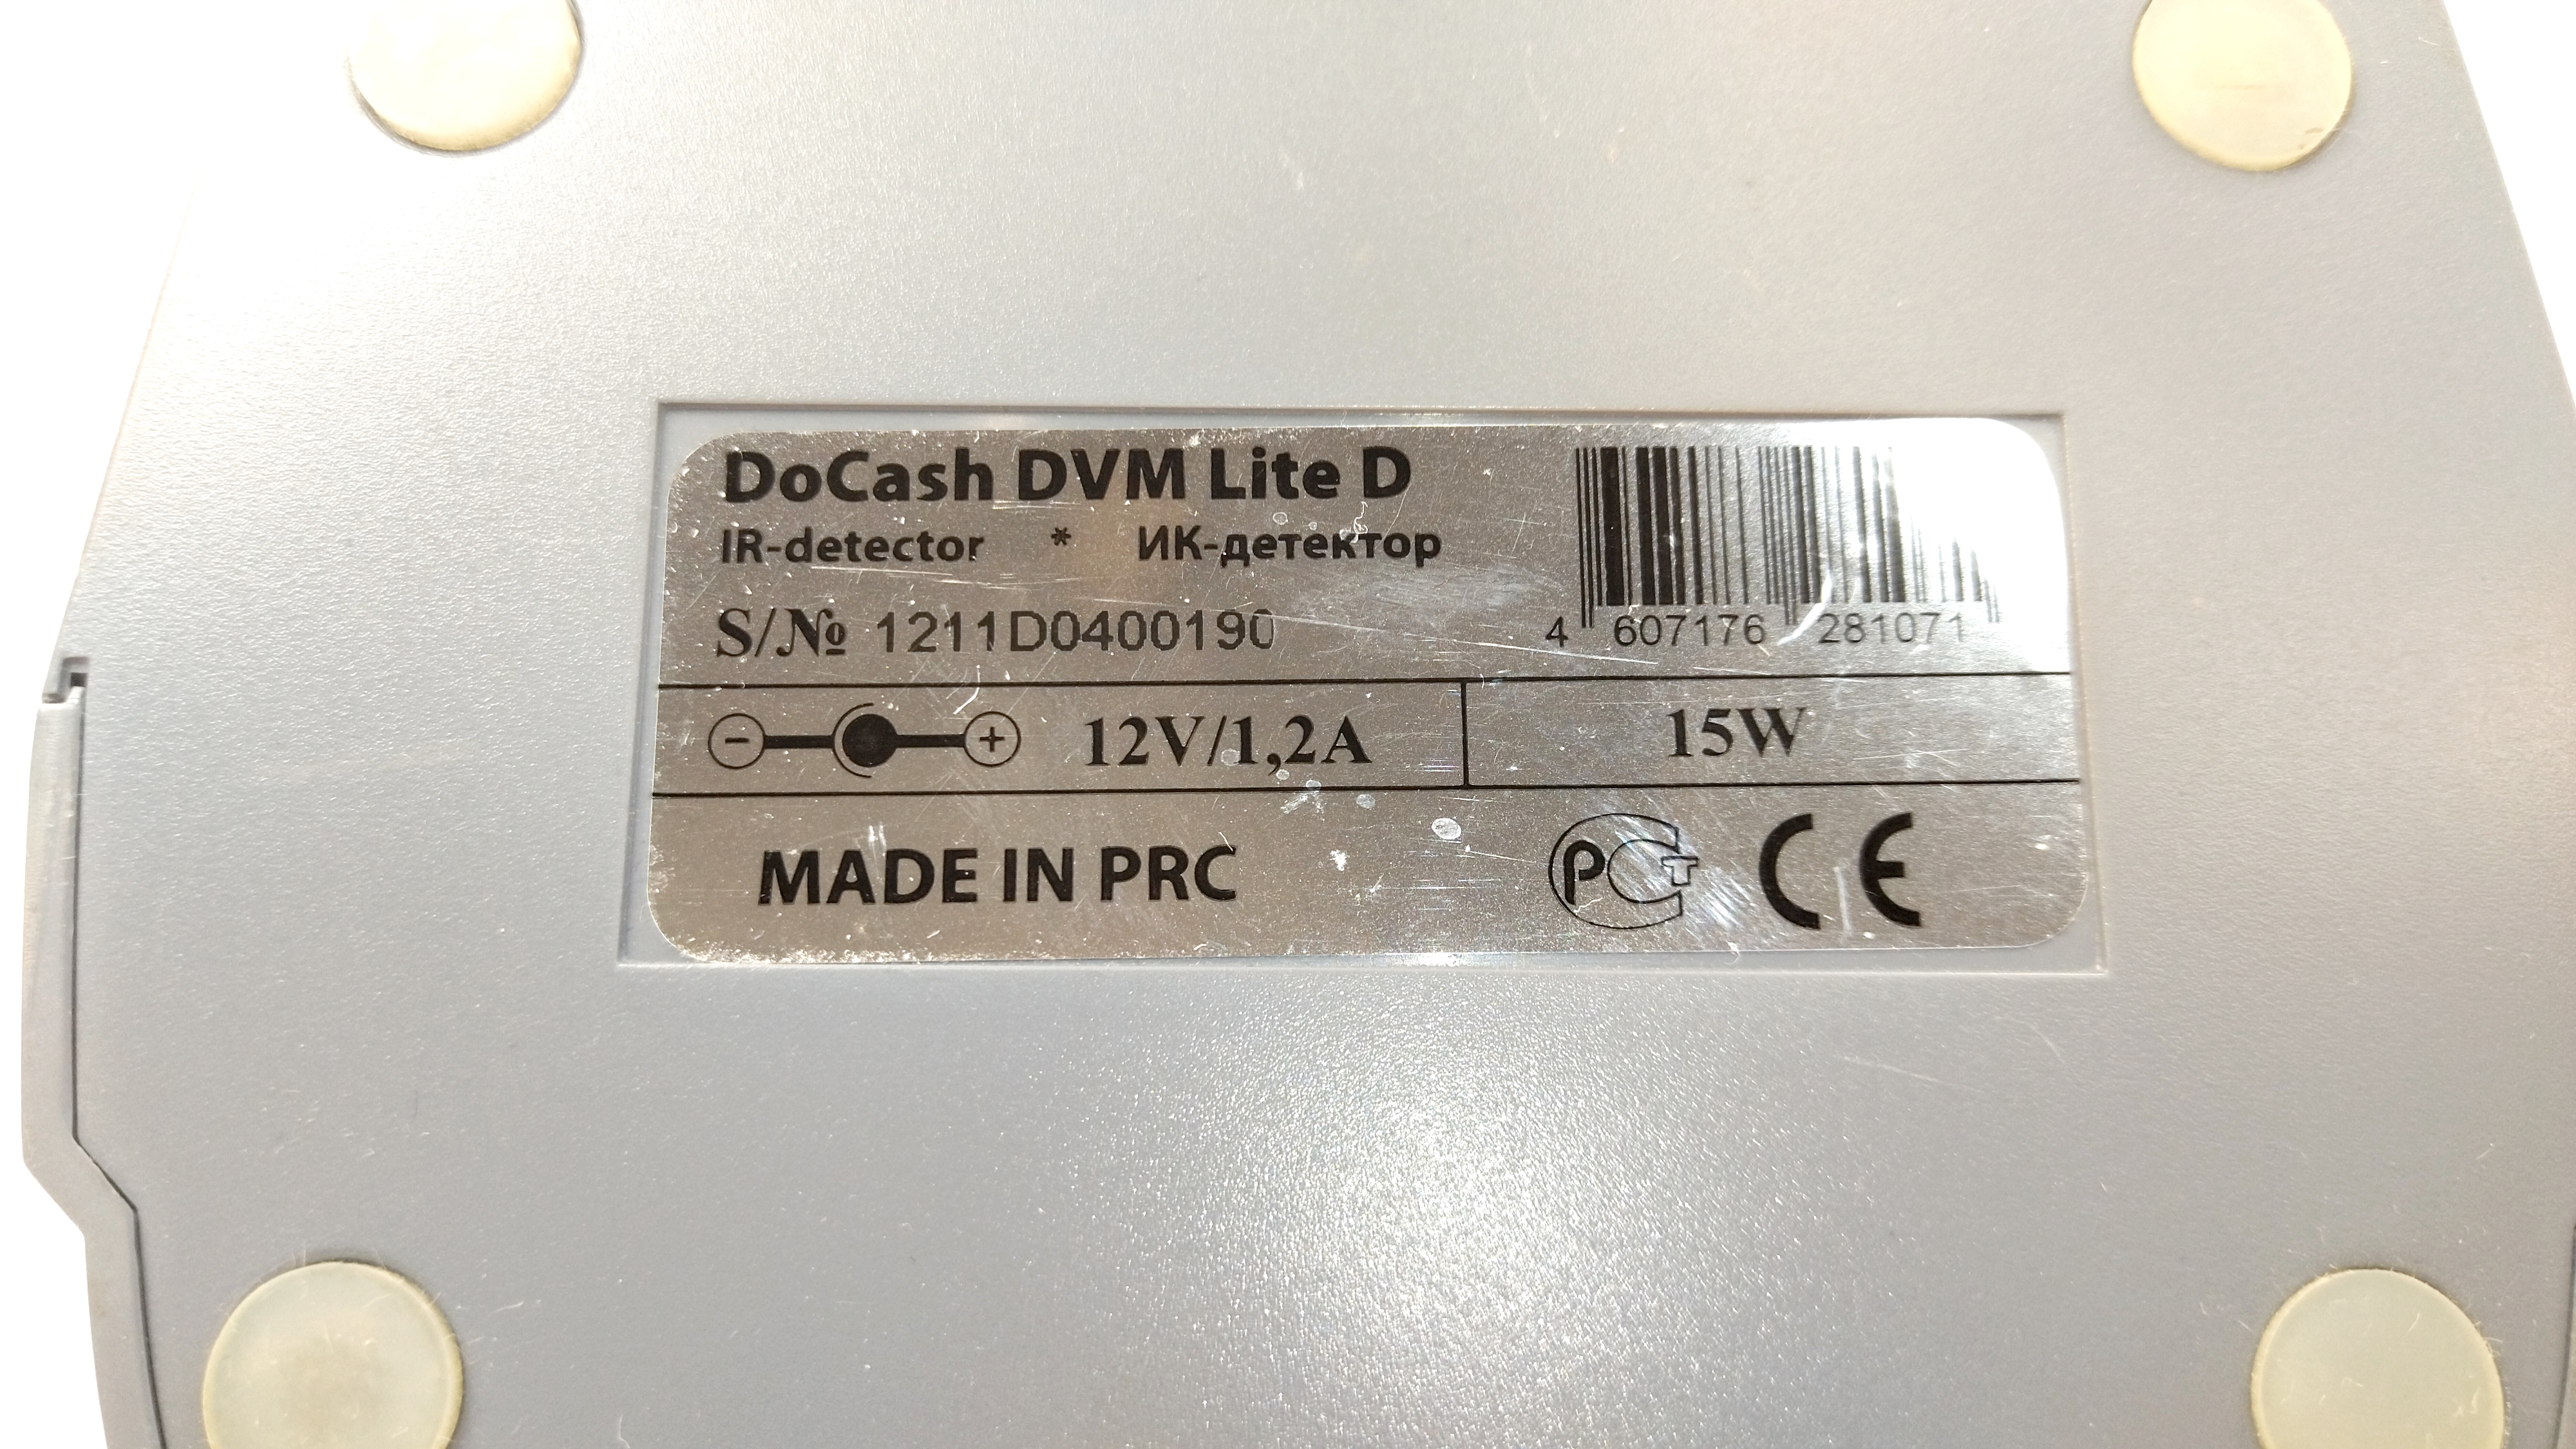 DoCash DVM Lite D
IR-detector * ИК-детектор
S/№ 1211D0400190
4 607176 281071
12V/1,2A
15W
MADE IN PRC
РСТ CE